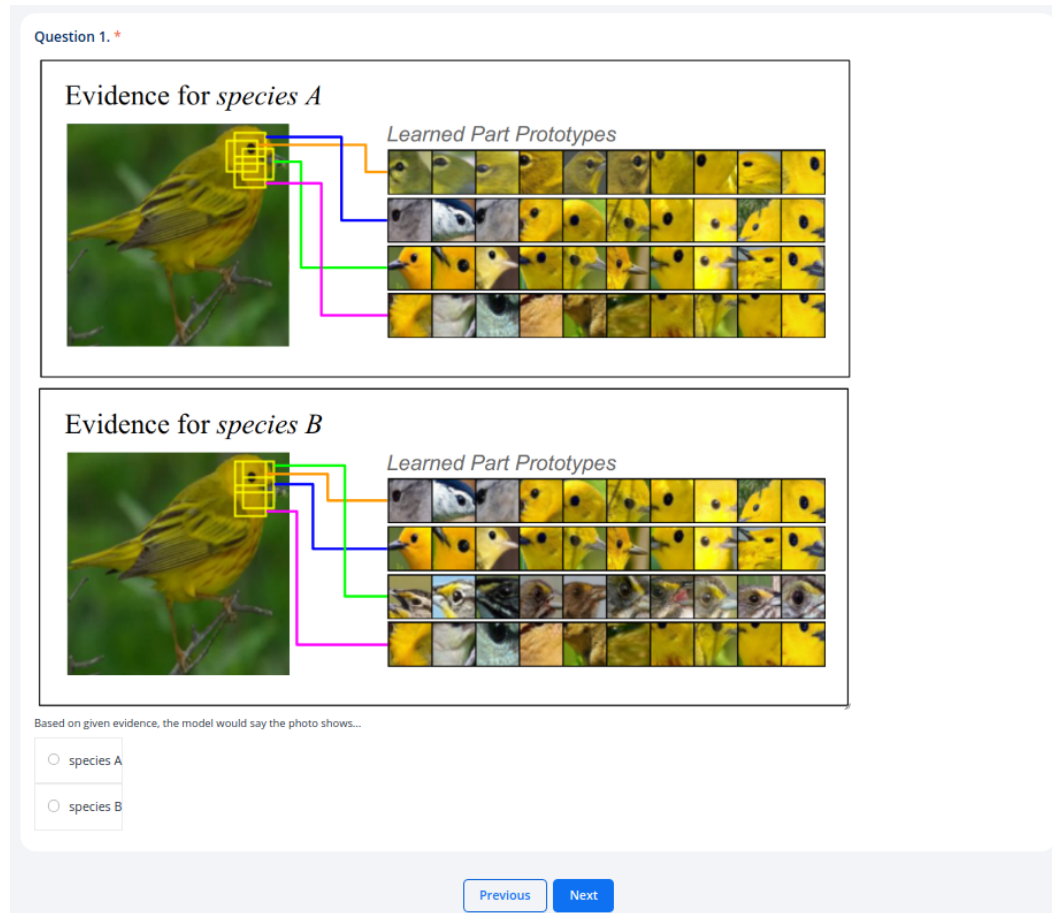 Question 1. *
Evidence for species A
Learned Part Prototypes
Evidence for species B
Learned Part Prototypes
Based on given evidence, the model would say the photo shows...
species A
species B
Previous
Next